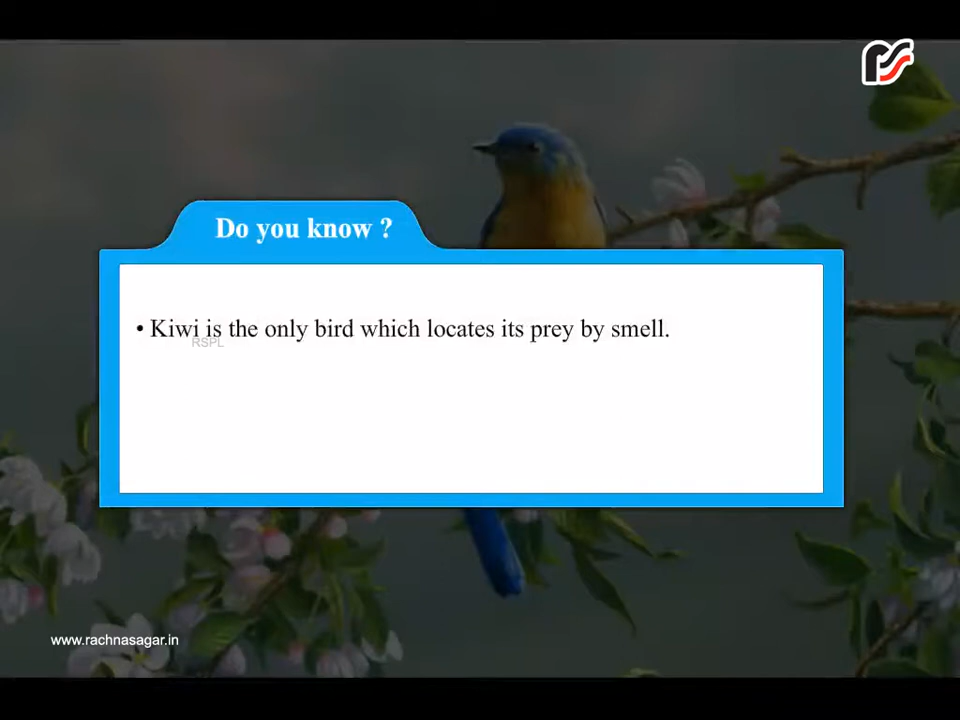 Do you know ?
• Kiwi is the only bird which locates its prey by smell.
RSPL
www.rachnasagar.in